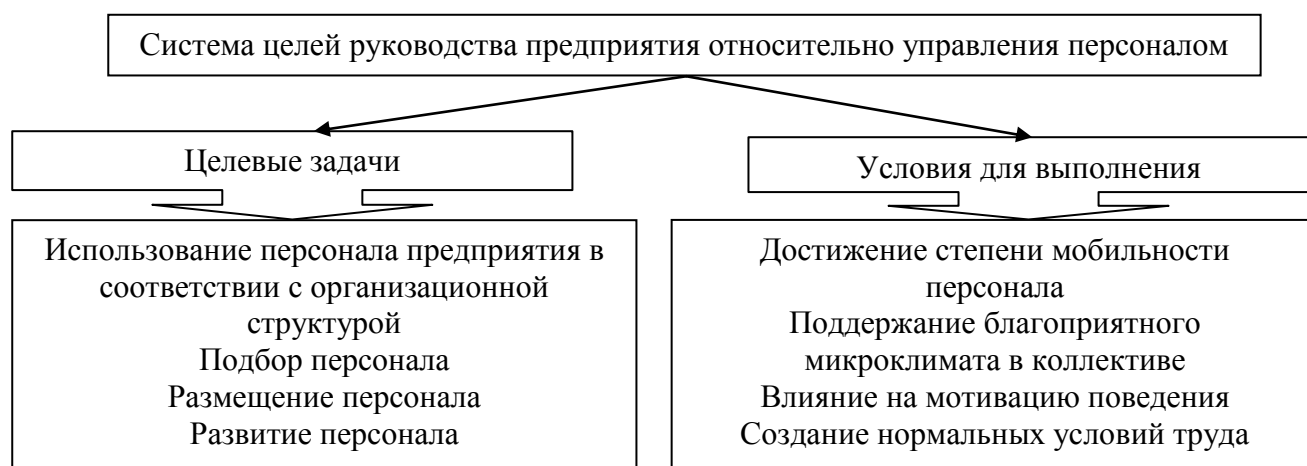 Система целей руководства предприятия относительно управления персоналом
Целевые задачи
Условия для выполнения
Использование персонала предприятия в
соответствии с организационной
структурой
Подбор персонала
Размещение персонала
Развитие персонала
Достижение степени мобильности
персонала
Поддержание благоприятного
микроклимата в коллективе
Влияние на мотивацию поведения
Создание нормальных условий труда